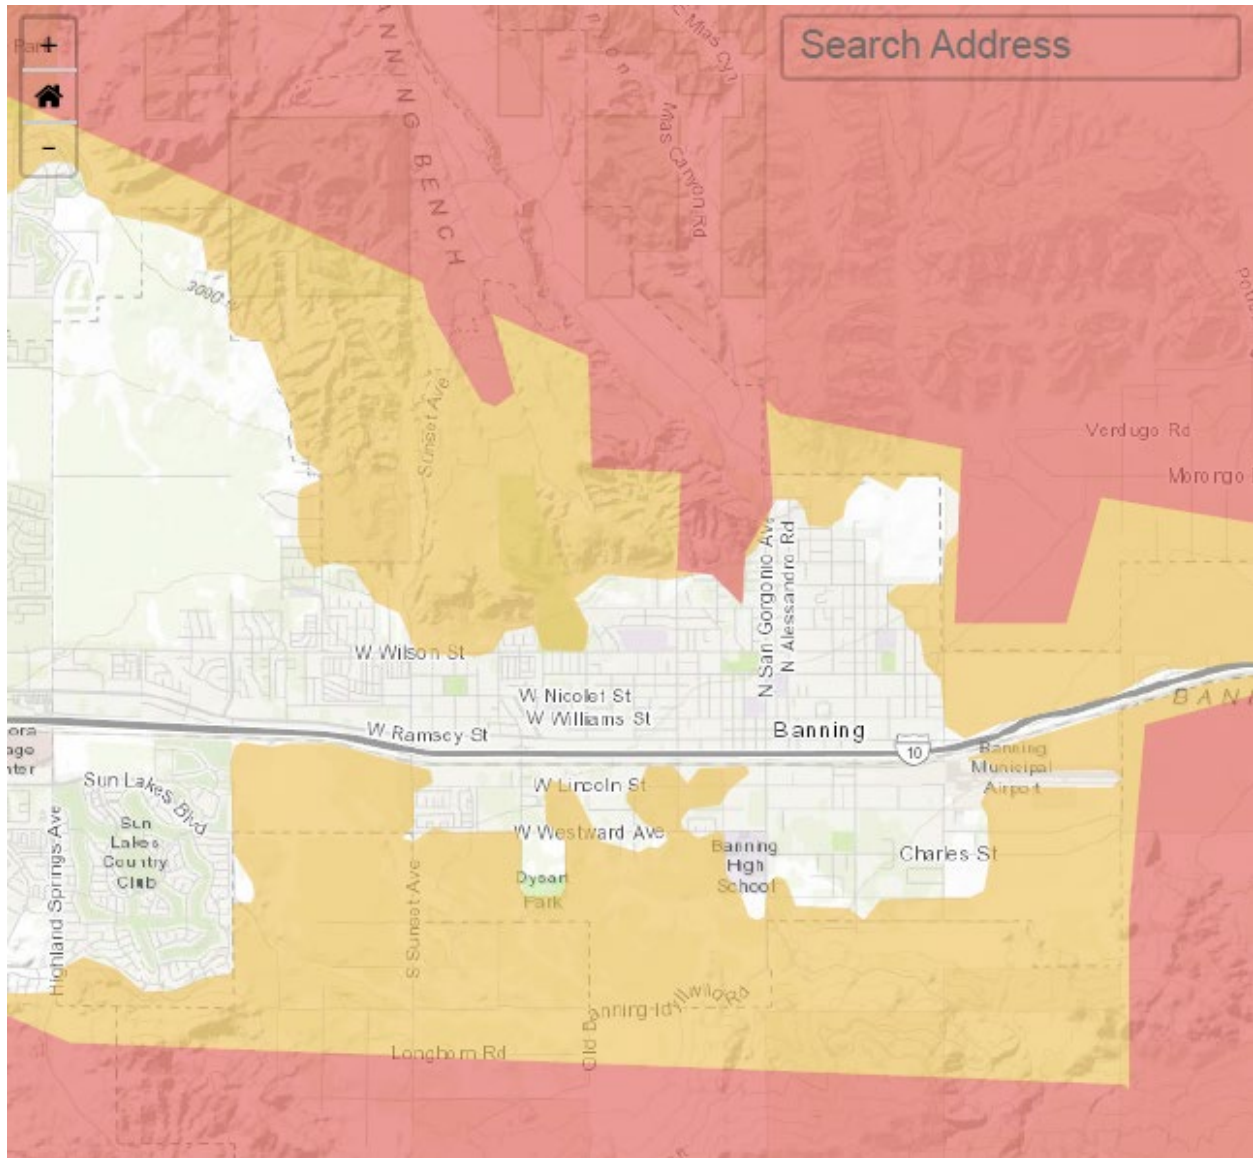 E Mias Cyn
Search Address
+
-
NNING BENCH
Mias Canyon Rd
3000 ft
Sunset Ave
Verdugo Rd
Morongo
N San Gorgonio Ave
N Alessandro Rd
W Wilson St
W Nicolet St
W Williams St
W Ramsey St
Banning
10
BAN
Banning
Municipal
Airport
W Lincoln St
Sun Lakes Blvd
Sun
Lakes
Country
Club
Highland Springs Ave
W Westward Ave
Banning
High
School
Charles St
Dysart
Park
S Sunset Ave
Old Banning-Idyllwild Rd
Longhorn Rd